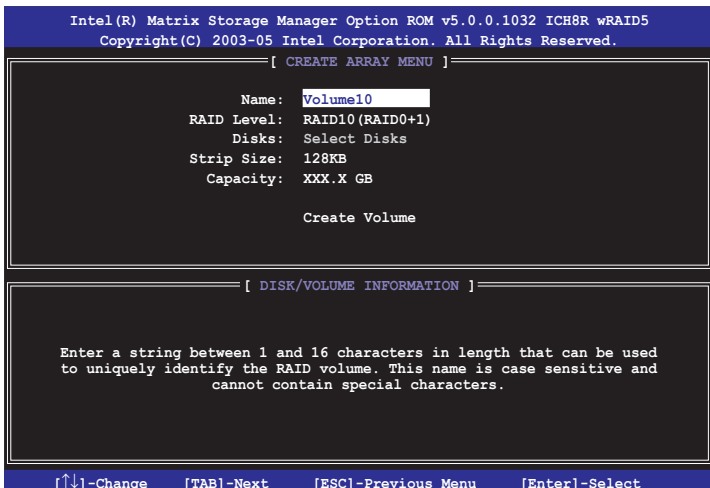 Intel(R) Matrix Storage Manager Option ROM v5.0.0.1032 ICH8R wRAID5
Copyright(C) 2003-05 Intel Corporation. All Rights Reserved.
[ CREATE ARRAY MENU ]
Name: Volume10
RAID Level: RAID10(RAID0+1)
Disks: Select Disks
Strip Size: 128KB
Capacity: XXX.X GB
Create Volume
[ DISK/VOLUME INFORMATION ]
Enter a string between 1 and 16 characters in length that can be used
to uniquely identify the RAID volume. This name is case sensitive and
cannot contain special characters.
[↑↓]-Change [TAB]-Next [ESC]-Previous Menu [Enter]-Select